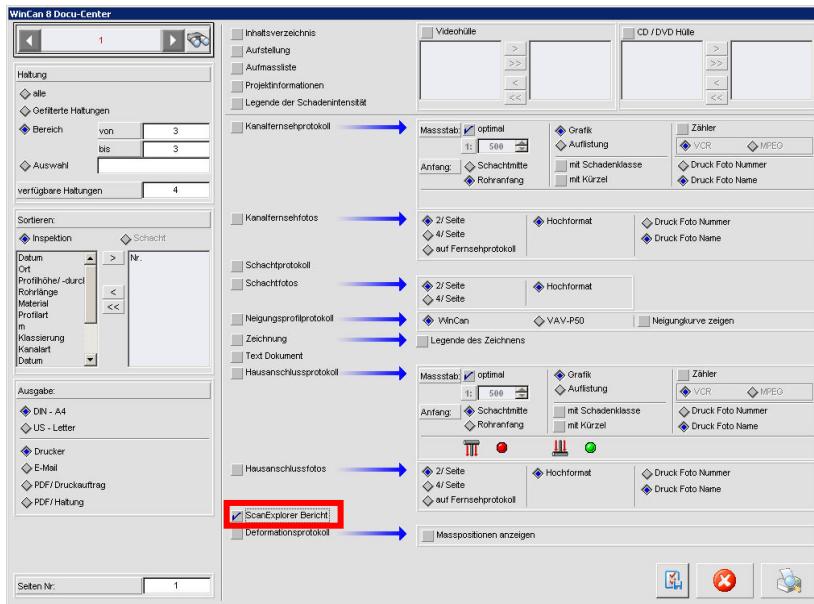 WinCan 8 Docu-Center
1
Haltung
alle
Gefilterte Haltungen
Bereich von 3
bis 3
Auswahl
verfügbare Haltungen 4
Sortieren:
Inspektion Schacht
Datum > Nr.
Ort
Profilhöhe/ -durcl
Rohrlänge <
Material <<
Profilart
m
Klassierung
Kanalart
Datum
Ausgabe:
DIN - A4
US - Letter
Drucker
E-Mail
PDF/ Druckauftrag
PDF/ Haltung
Seiten Nr: 1
Inhaltsverzeichnis
Aufstellung
Aufmassliste
Projektinformationen
Legende der Schadenintensität
Videohülle
>
>>
<
<<
CD / DVD Hülle
>
>>
<
<<
Kanalfernsehprotokoll
Massstab: optimal Grafik Zähler
1: 500 Auflistung VCR MPEG
Anfang: Schachtmitte mit Schadenklasse Druck Foto Nummer
Rohranfang mit Kürzel Druck Foto Name
Kanalfernsehfotos
2/ Seite Hochformat Druck Foto Nummer
4/ Seite Druck Foto Name
auf Fernsehprotokoll
Schachtprotokoll
Schachtfotos
2/ Seite Hochformat
4/ Seite
Neigungsprofilprotokoll
WinCan VAV-P50 Neigungkurve zeigen
Zeichnung
Legende des Zeichnens
Text Dokument
Hausanschlussprotokoll
Massstab: optimal Grafik Zähler
1: 500 Auflistung VCR MPEG
Anfang: Schachtmitte mit Schadenklasse Druck Foto Nummer
Rohranfang mit Kürzel Druck Foto Name
Hausanschlussfotos
2/ Seite Hochformat Druck Foto Nummer
4/ Seite Druck Foto Name
auf Fernsehprotokoll
ScanExplorer Bericht
Deformationsprotokoll
Masspositionen anzeigen